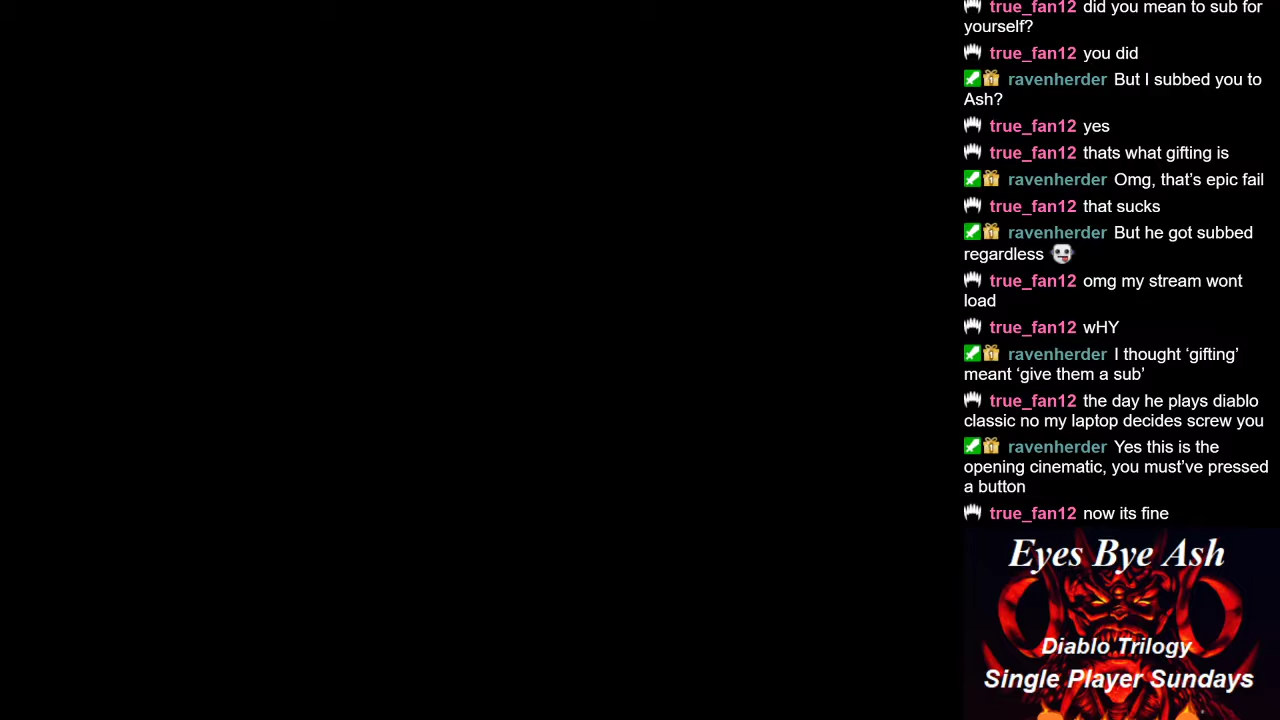 true_fan12 did you mean to sub for
yourself?
true_fan12 you did
ravenherder But I subbed you to
Ash?
true_fan12 yes
true_fan12 thats what gifting is
ravenherder Omg, that’s epic fail
true_fan12 that sucks
ravenherder But he got subbed
regardless
true_fan12 omg my stream wont
load
true_fan12 wHY
ravenherder I thought ‘gifting’
meant ‘give them a sub’
true_fan12 the day he plays diablo
classic no my laptop decides screw you
ravenherder Yes this is the
opening cinematic, you must’ve pressed
a button
true_fan12 now its fine
Eyes Bye Ash
Diablo Trilogy
Single Player Sundays